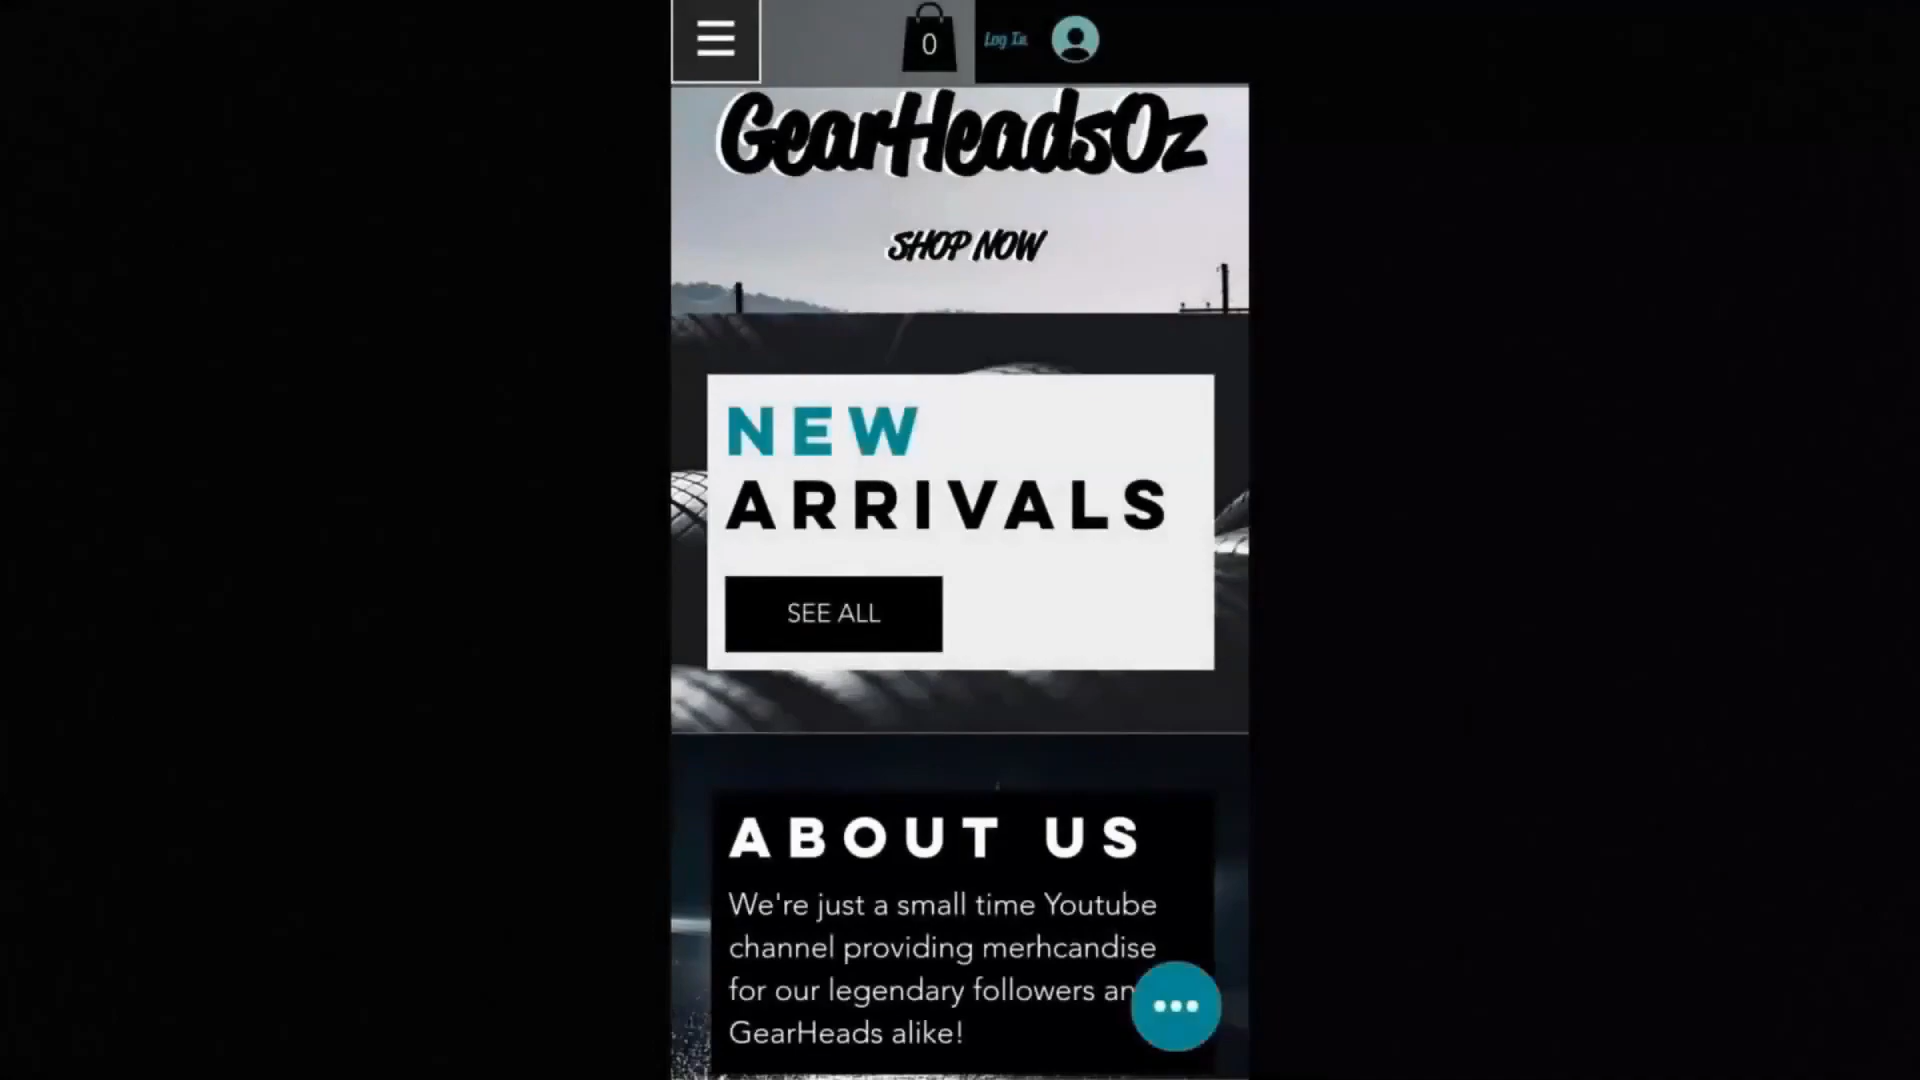 0
Log In
GearHeadsOz
SHOP NOW
NEW
ARRIVALS
SEE ALL
ABOUT US
We're just a small time Youtube
channel providing merhcandise
for our legendary followers an
GearHeads alike!